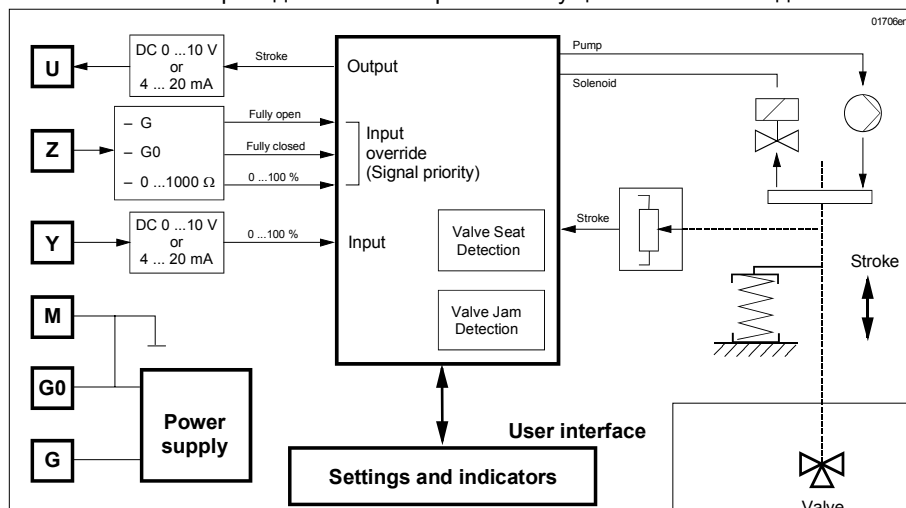 01706en
U
DC 0 ...10 V
or
4 ... 20 mA
Stroke
Output
Pump
Solenoid
Z
– G
– G0
– 0 ...1000 Ω
Fully open
Fully closed
0 ...100 %
Input
override
(Signal priority)
Y
DC 0 ...10 V
or
4 ... 20 mA
0 ...100 %
Input
Valve Seat
Detection
Valve Jam
Detection
Stroke
Stroke
M
G0
G
Power
supply
User interface
Settings and indicators
Valve